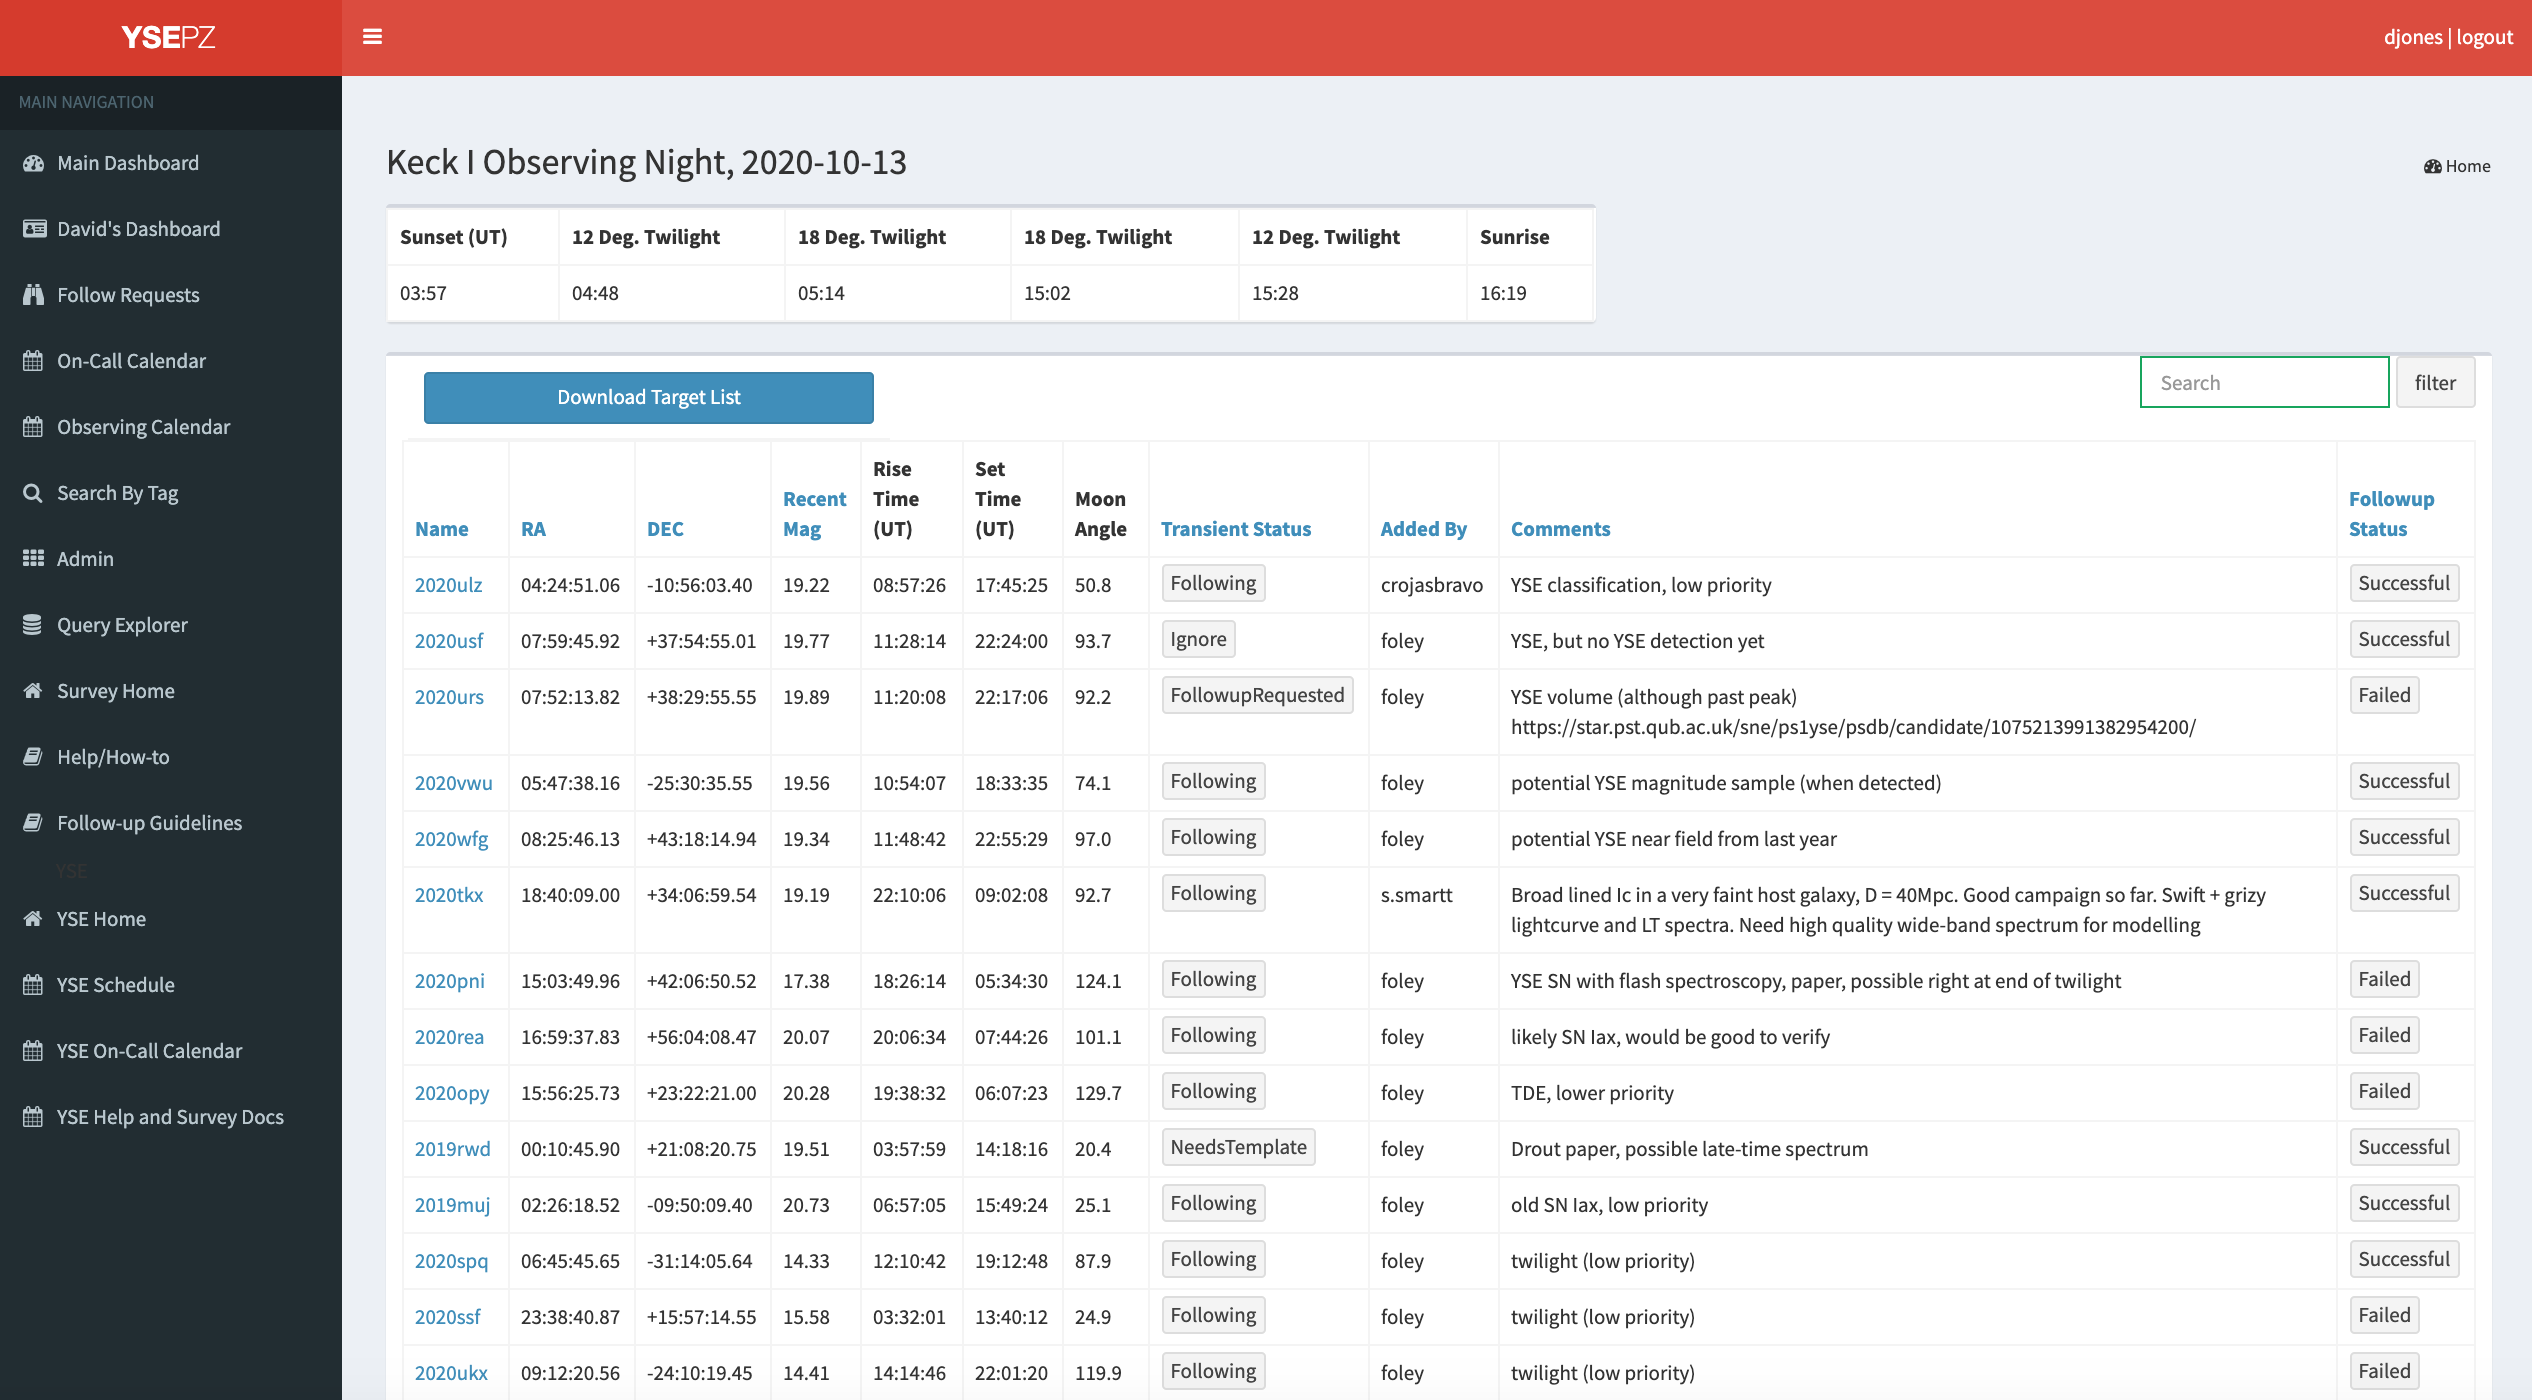 YSEPZ
djones | logout
MAIN NAVIGATION
Main Dashboard
David's Dashboard
Follow Requests
On-Call Calendar
Observing Calendar
Search By Tag
Admin
Query Explorer
Survey Home
Help/How-to
Follow-up Guidelines
YSE
YSE Home
YSE Schedule
YSE On-Call Calendar
YSE Help and Survey Docs
Keck I Observing Night, 2020-10-13
Home
Sunset (UT) 12 Deg. Twilight 18 Deg. Twilight 18 Deg. Twilight 12 Deg. Twilight Sunrise
03:57 04:48 05:14 15:02 15:28 16:19
Download Target List
Search filter
Name RA DEC Recent Mag Rise Time (UT) Set Time (UT) Moon Angle Transient Status Added By Comments Followup Status
2020ulz 04:24:51.06 -10:56:03.40 19.22 08:57:26 17:45:25 50.8 Following crojasbravo YSE classification, low priority Successful
2020usf 07:59:45.92 +37:54:55.01 19.77 11:28:14 22:24:00 93.7 Ignore foley YSE, but no YSE detection yet Successful
2020urs 07:52:13.82 +38:29:55.55 19.89 11:20:08 22:17:06 92.2 FollowupRequested foley YSE volume (although past peak) Failed
https://star.pst.qub.ac.uk/sne/ps1yse/psdb/candidate/1075213991382954200/
2020vwu 05:47:38.16 -25:30:35.55 19.56 10:54:07 18:33:35 74.1 Following foley potential YSE magnitude sample (when detected) Successful
2020wfg 08:25:46.13 +43:18:14.94 19.34 11:48:42 22:55:29 97.0 Following foley potential YSE near field from last year Successful
2020tkx 18:40:09.00 +34:06:59.54 19.19 22:10:06 09:02:08 92.7 Following s.smartt Broad lined Ic in a very faint host galaxy, D = 40Mpc. Good campaign so far. Swift + grizy Successful
lightcurve and LT spectra. Need high quality wide-band spectrum for modelling
2020pni 15:03:49.96 +42:06:50.52 17.38 18:26:14 05:34:30 124.1 Following foley YSE SN with flash spectroscopy, paper, possible right at end of twilight Failed
2020rea 16:59:37.83 +56:04:08.47 20.07 20:06:34 07:44:26 101.1 Following foley likely SN Iax, would be good to verify Failed
2020opy 15:56:25.73 +23:22:21.00 20.28 19:38:32 06:07:23 129.7 Following foley TDE, lower priority Failed
2019rwd 00:10:45.90 +21:08:20.75 19.51 03:57:59 14:18:16 20.4 NeedsTemplate foley Drout paper, possible late-time spectrum Successful
2019muj 02:26:18.52 -09:50:09.40 20.73 06:57:05 15:49:24 25.1 Following foley old SN Iax, low priority Successful
2020spq 06:45:45.65 -31:14:05.64 14.33 12:10:42 19:12:48 87.9 Following foley twilight (low priority) Successful
2020ssf 23:38:40.87 +15:57:14.55 15.58 03:32:01 13:40:12 24.9 Following foley twilight (low priority) Failed
2020ukx 09:12:20.56 -24:10:19.45 14.41 14:14:46 22:01:20 119.9 Following foley twilight (low priority) Failed